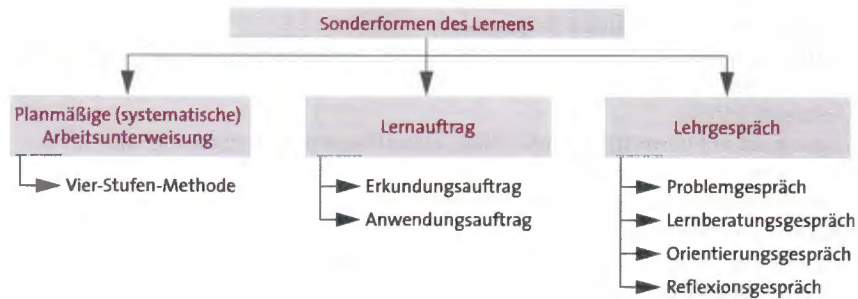 Sonderformen des Lernens
Planmäßige (systematische)
Arbeitsunterweisung
Vier-Stufen-Methode
Lernauftrag
Erkundungsauftrag
Anwendungsauftrag
Lehrgespräch
Problemgespräch
Lernberatungsgespräch
Orientierungsgespräch
Reflexionsgespräch